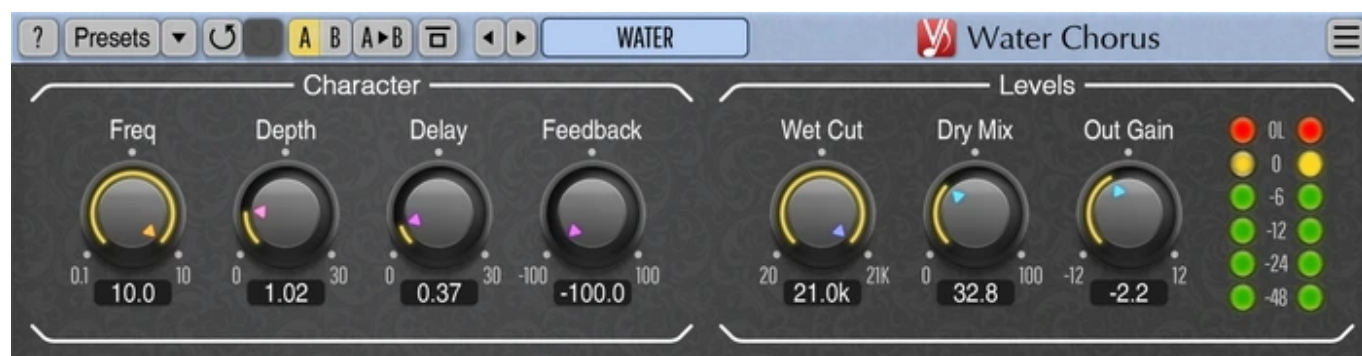 ? Presets A B A▸B WATER Water Chorus
Character Levels
Freq Depth Delay Feedback Wet Cut Dry Mix Out Gain
OL
0
-6
-12
-24
-48
0.1 10 0 30 0 30 -100 100 20 21K 0 100 -12 12
10.0 1.02 0.37 -100.0 21.0k 32.8 -2.2